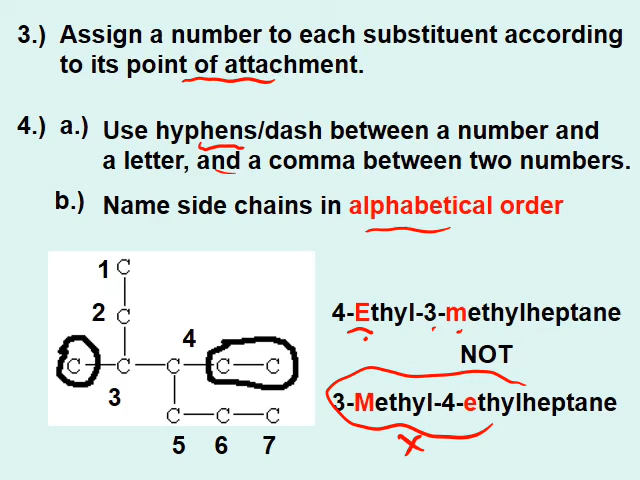 3.) Assign a number to each substituent according
to its point of attachment.
4.) a.) Use hyphens/dash between a number and
a letter, and a comma between two numbers.
b.) Name side chains in alphabetical order
1 C
2 C
4
C C C C C
3
C C C
5 6 7
4-Ethyl-3-methylheptane
NOT
3-Methyl-4-ethylheptane
x